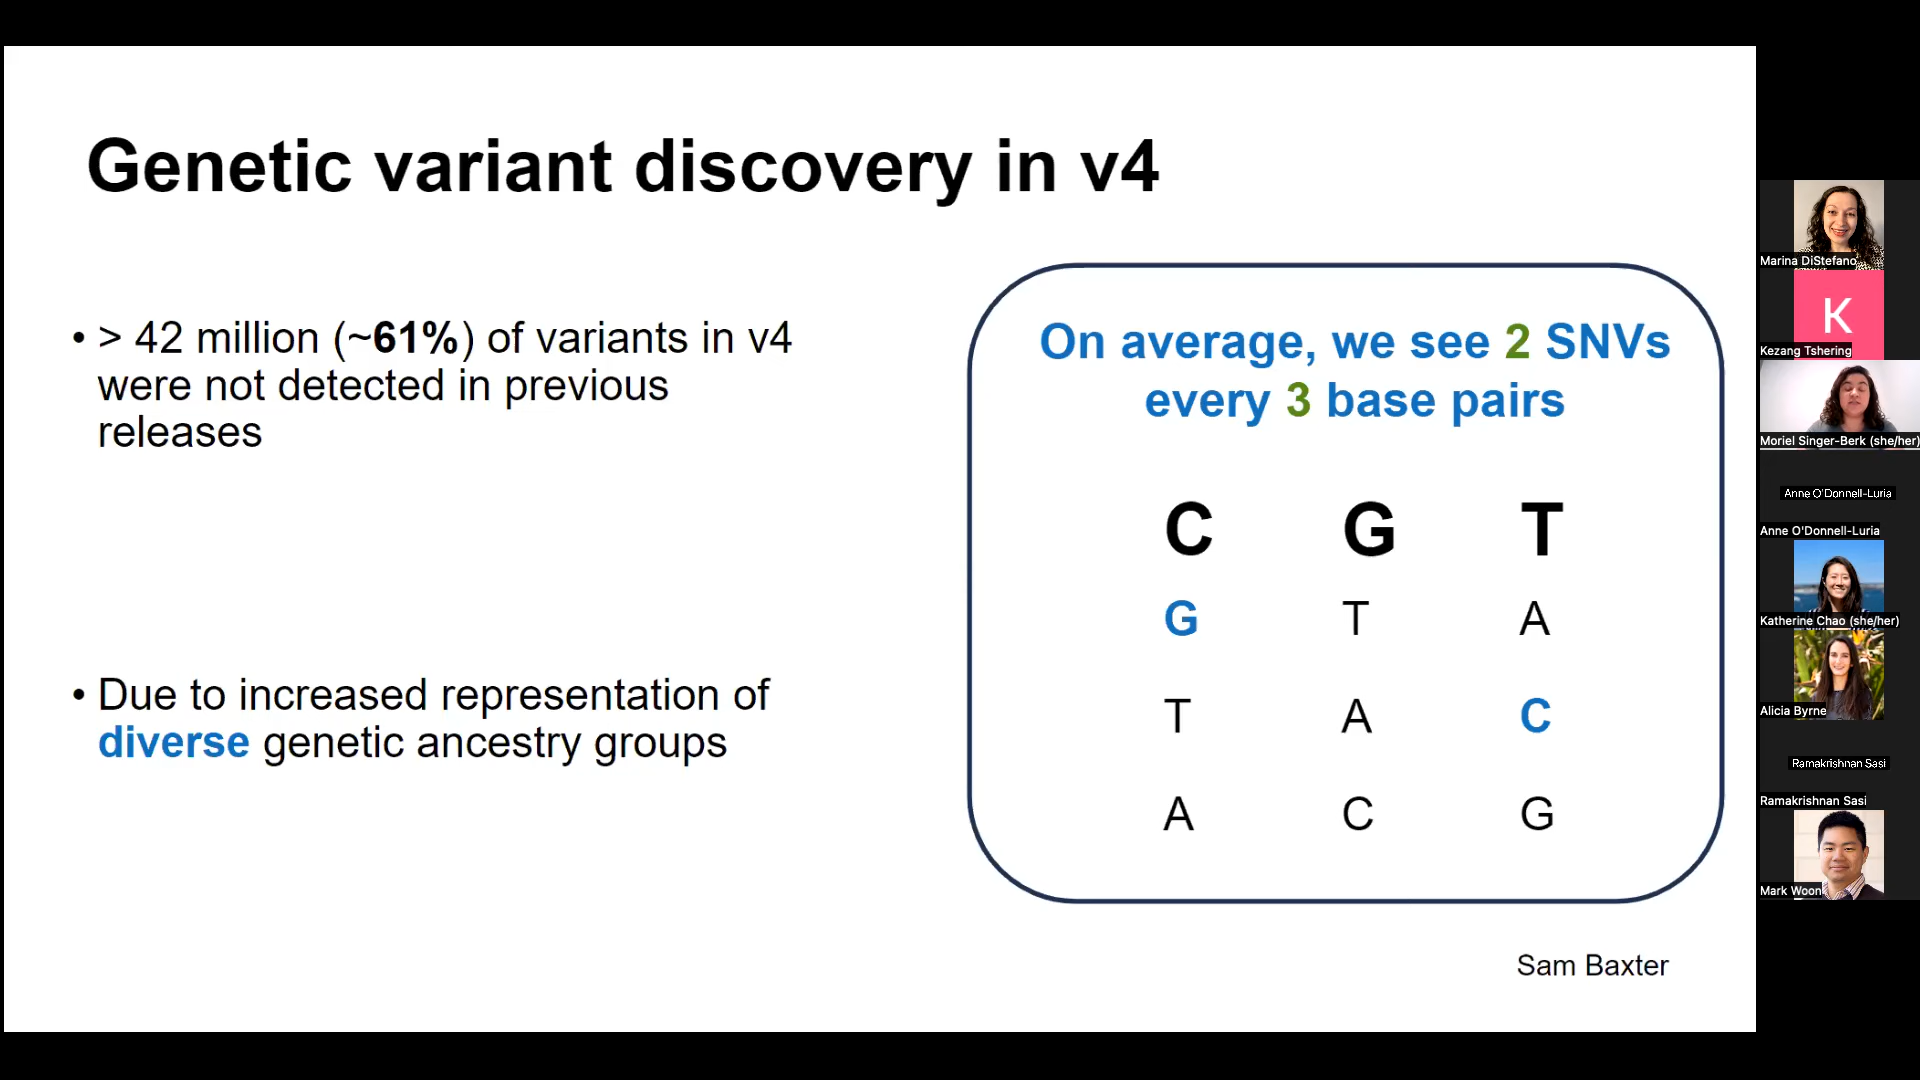 Genetic variant discovery in v4
• > 42 million (~61%) of variants in v4
were not detected in previous
releases
• Due to increased representation of
diverse genetic ancestry groups
On average, we see 2 SNVs
every 3 base pairs
C G T
G T A
T A C
A C G
Sam Baxter
Marina DiStefano
K
Kezang Tshering
Moriel Singer-Berk (she/her)
Anne O'Donnell-Luria
Anne O'Donnell-Luria
Katherine Chao (she/her)
Alicia Byrne
Ramakrishnan Sasi
Ramakrishnan Sasi
Mark Woon